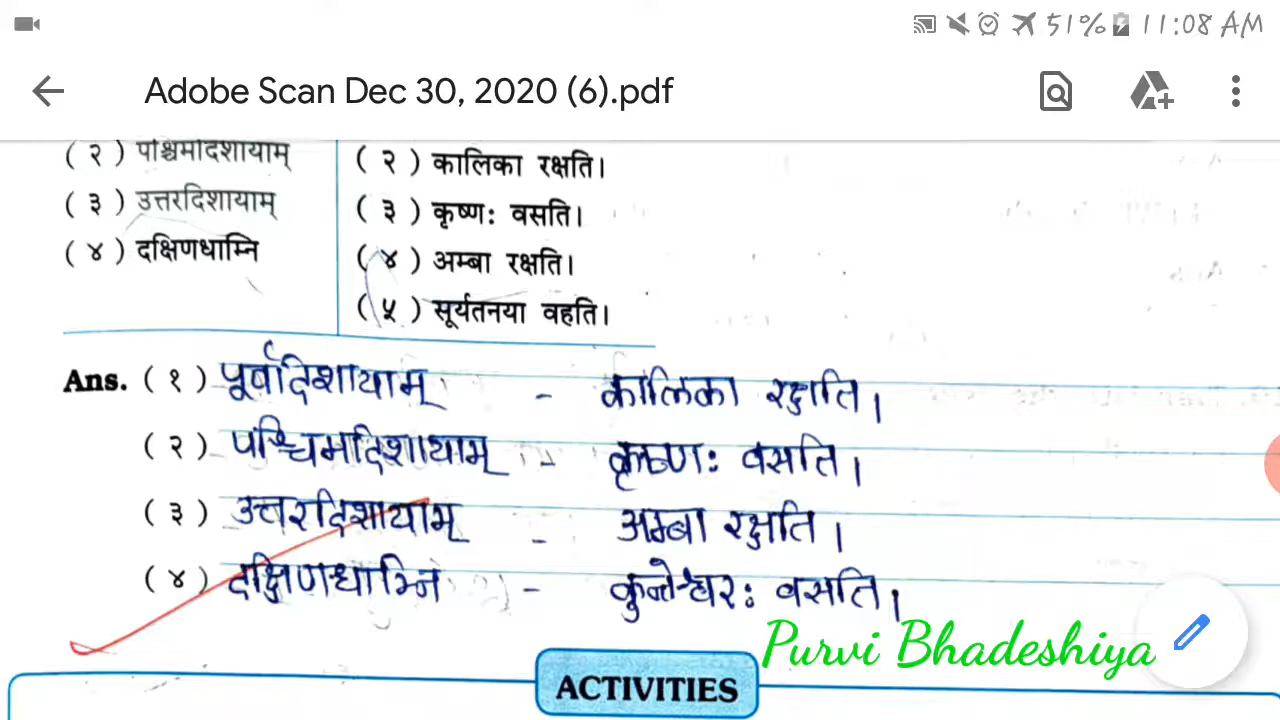 51% 11:08 AM
Adobe Scan Dec 30, 2020 (6).pdf
( २ ) पश्चिमदिशायाम्
( ३ ) उत्तरदिशायाम्
( ४ ) दक्षिणधाम्नि
( २ ) कालिका रक्षति।
( ३ ) कृष्णः वसति।
( ४ ) अम्बा रक्षति।
( ५ ) सूर्यतनया वहति।
Ans. ( १ ) पूर्वादिशायाम् - कालिका रक्षति।
( २ ) पश्चिमदिशायाम् - कृष्णः वसति।
( ३ ) उत्तरदिशायाम् - अम्बा रक्षति।
( ४ ) दक्षिणधाम्नि - कुन्तेश्वरः वसति।
Purvi Bhadeshiya
ACTIVITIES